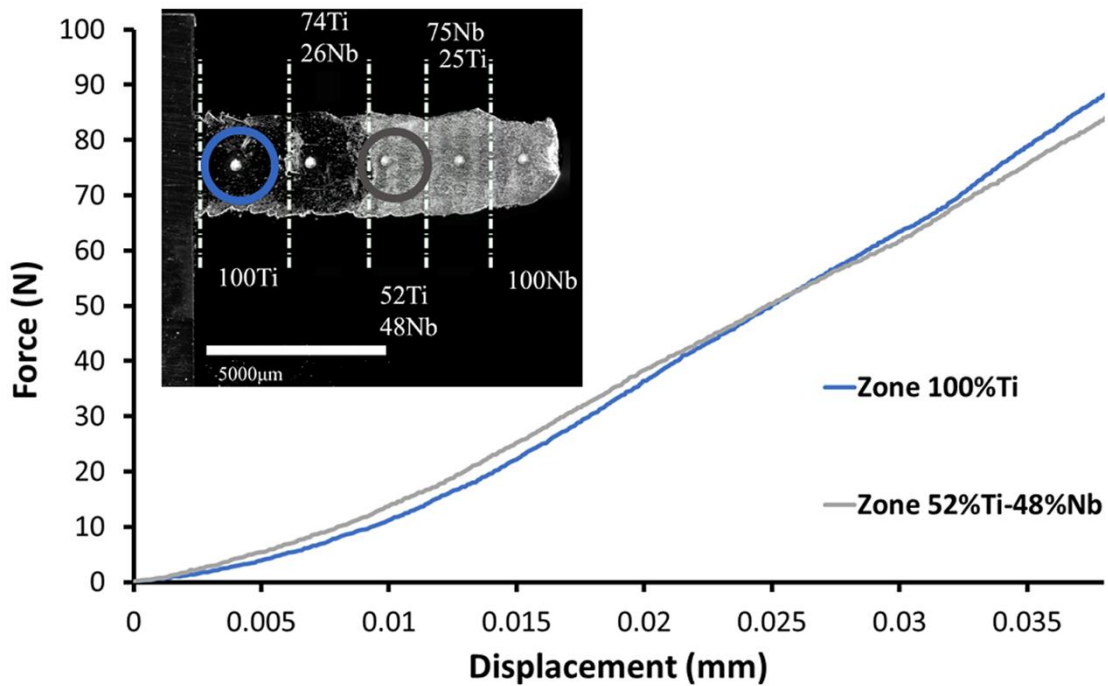 Force (N)
100
90
80
70
60
50
40
30
20
10
0
74Ti
26Nb
75Nb
25Ti
100Ti
52Ti
48Nb
100Nb
5000μm
Zone 100%Ti
Zone 52%Ti-48%Nb
0
0.005
0.01
0.015
0.02
0.025
0.03
0.035
Displacement (mm)